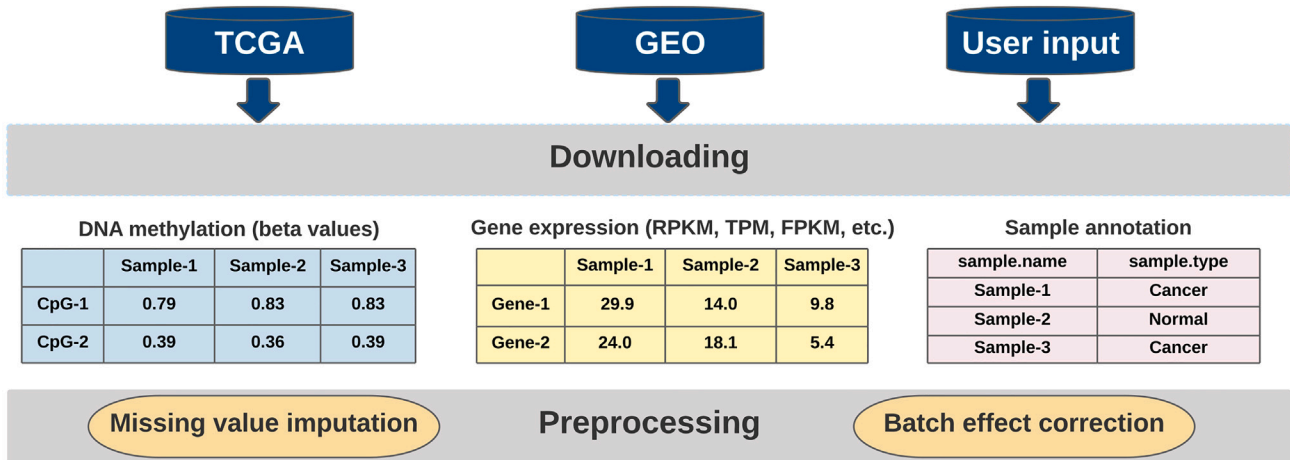 TCGA GEO User input
Downloading
DNA methylation (beta values)
Sample-1 Sample-2 Sample-3
CpG-1 0.79 0.83 0.83
CpG-2 0.39 0.36 0.39
Gene expression (RPKM, TPM, FPKM, etc.)
Sample-1 Sample-2 Sample-3
Gene-1 29.9 14.0 9.8
Gene-2 24.0 18.1 5.4
Sample annotation
sample.name sample.type
Sample-1 Cancer
Sample-2 Normal
Sample-3 Cancer
Missing value imputation Preprocessing Batch effect correction